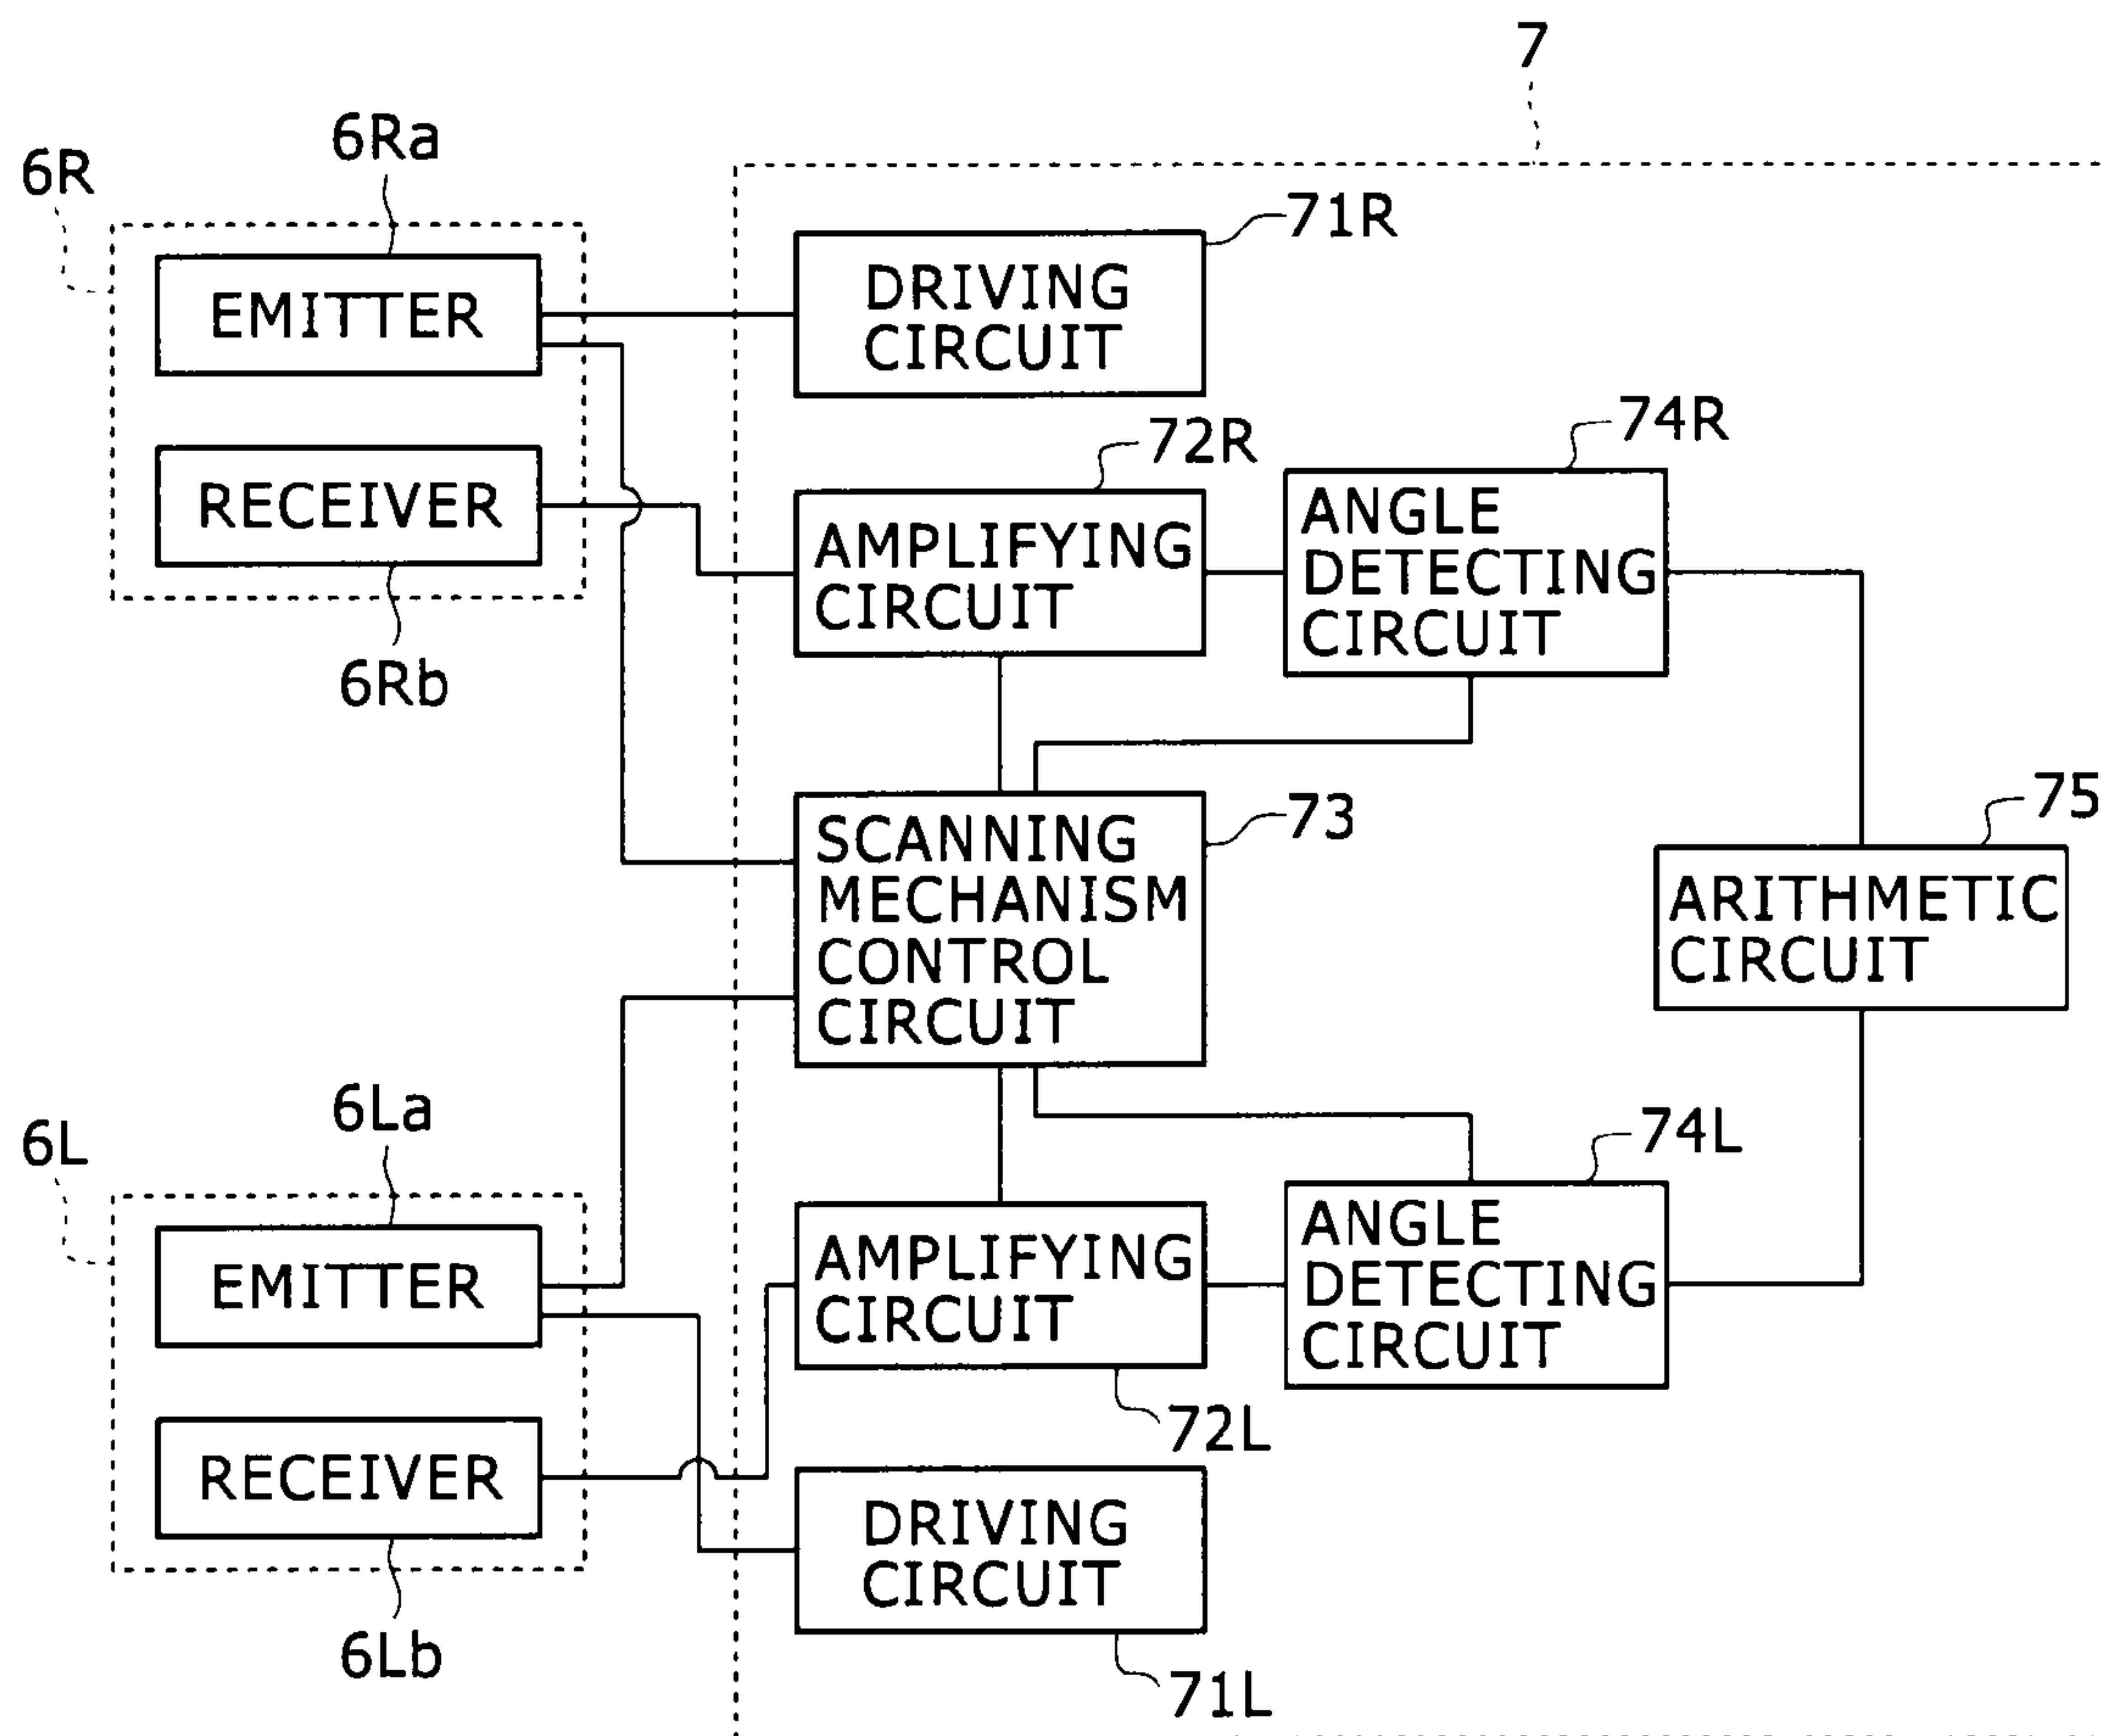 7
6Ra
6R
71R
EMITTER
DRIVING
CIRCUIT
74R
72R
RECEIVER
AMPLIFYING
CIRCUIT
ANGLE
DETECTING
CIRCUIT
6Rb
73
75
SCANNING
MECHANISM
CONTROL
CIRCUIT
ARITHMETIC
CIRCUIT
6La
6L
74L
EMITTER
AMPLIFYING
CIRCUIT
ANGLE
DETECTING
CIRCUIT
72L
RECEIVER
DRIVING
CIRCUIT
6Lb
71L